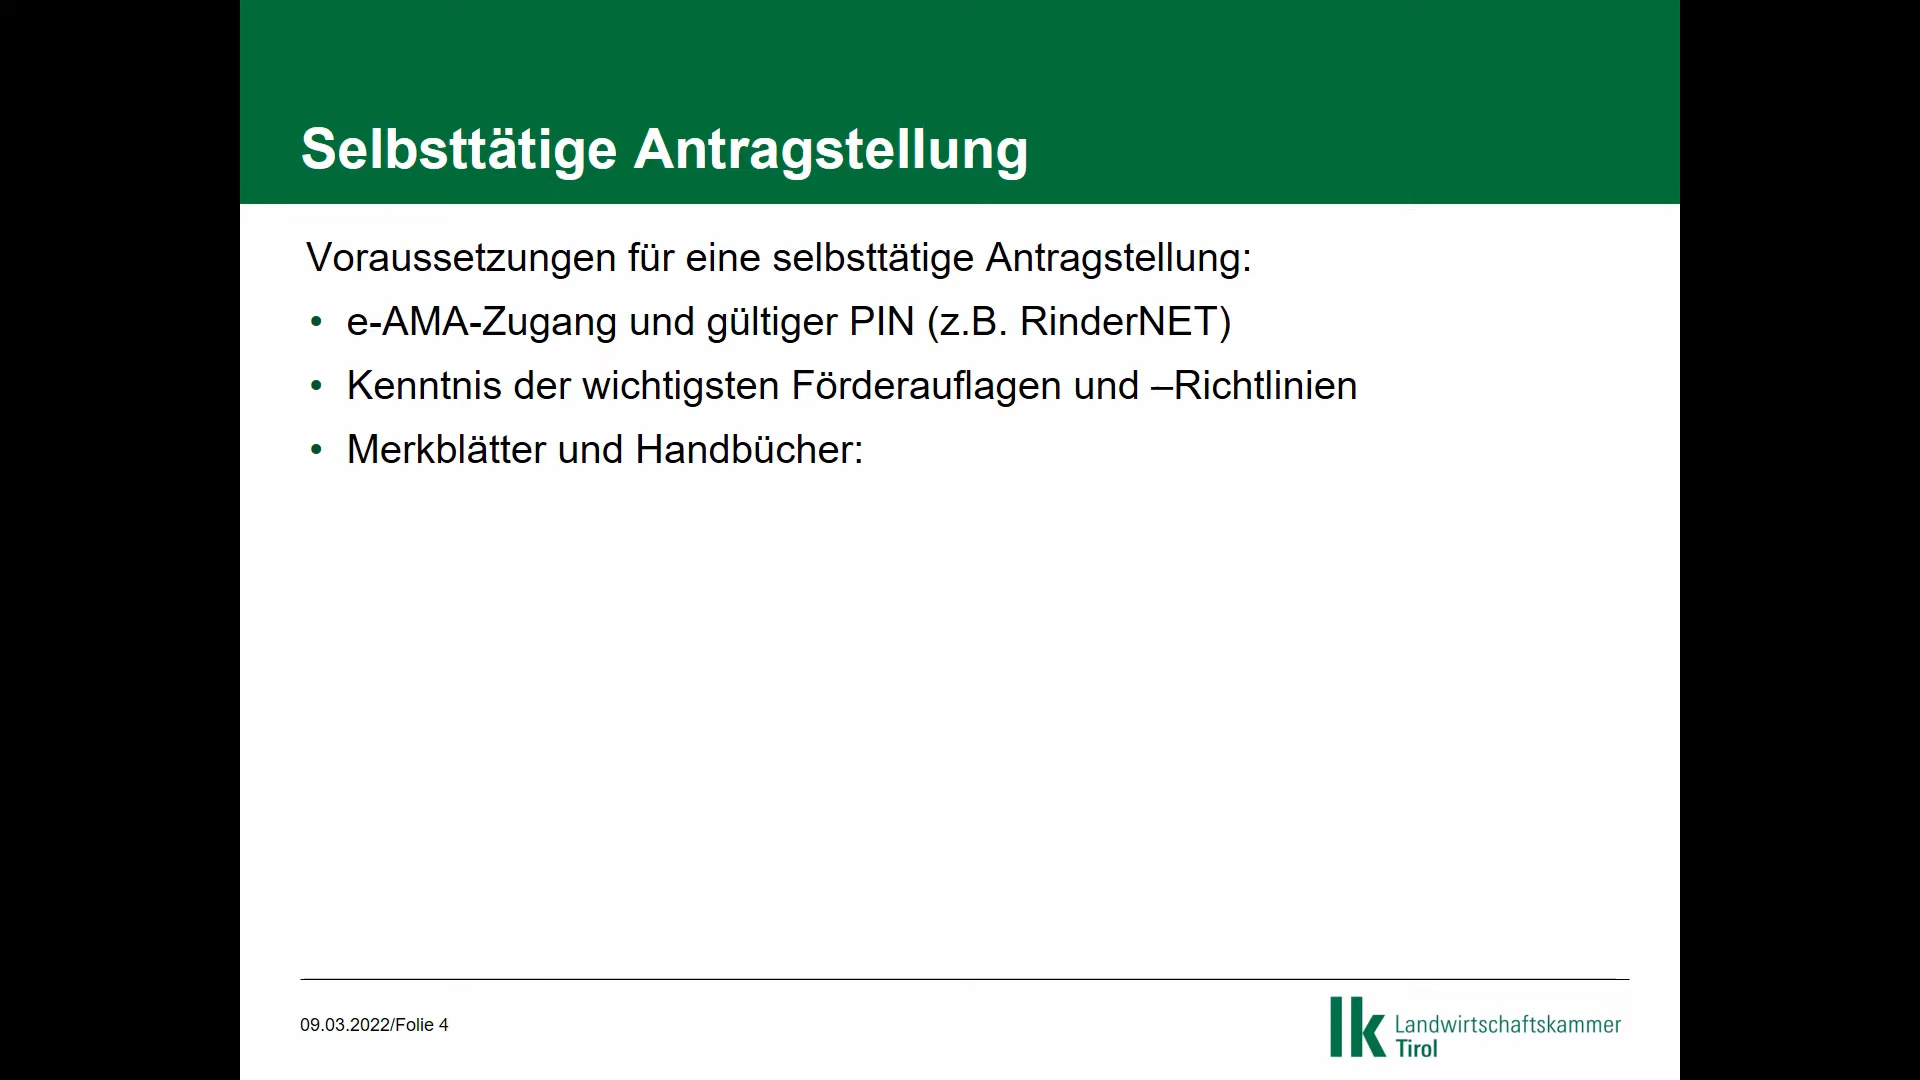 Selbsttätige Antragstellung
Voraussetzungen für eine selbsttätige Antragstellung:
• e-AMA-Zugang und gültiger PIN (z.B. RinderNET)
• Kenntnis der wichtigsten Förderauflagen und –Richtlinien
• Merkblätter und Handbücher:
09.03.2022/Folie 4
lk Landwirtschaftskammer
Tirol